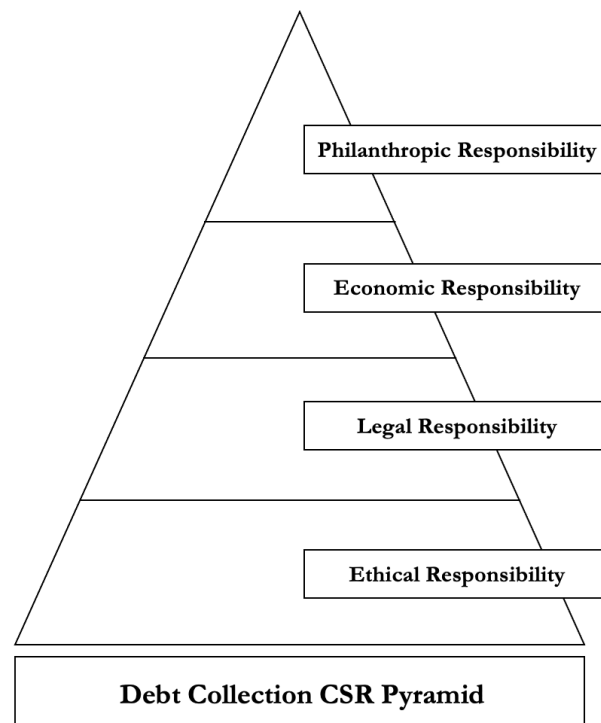 Philanthropic Responsibility
Economic Responsibility
Legal Responsibility
Ethical Responsibility
Debt Collection CSR Pyramid